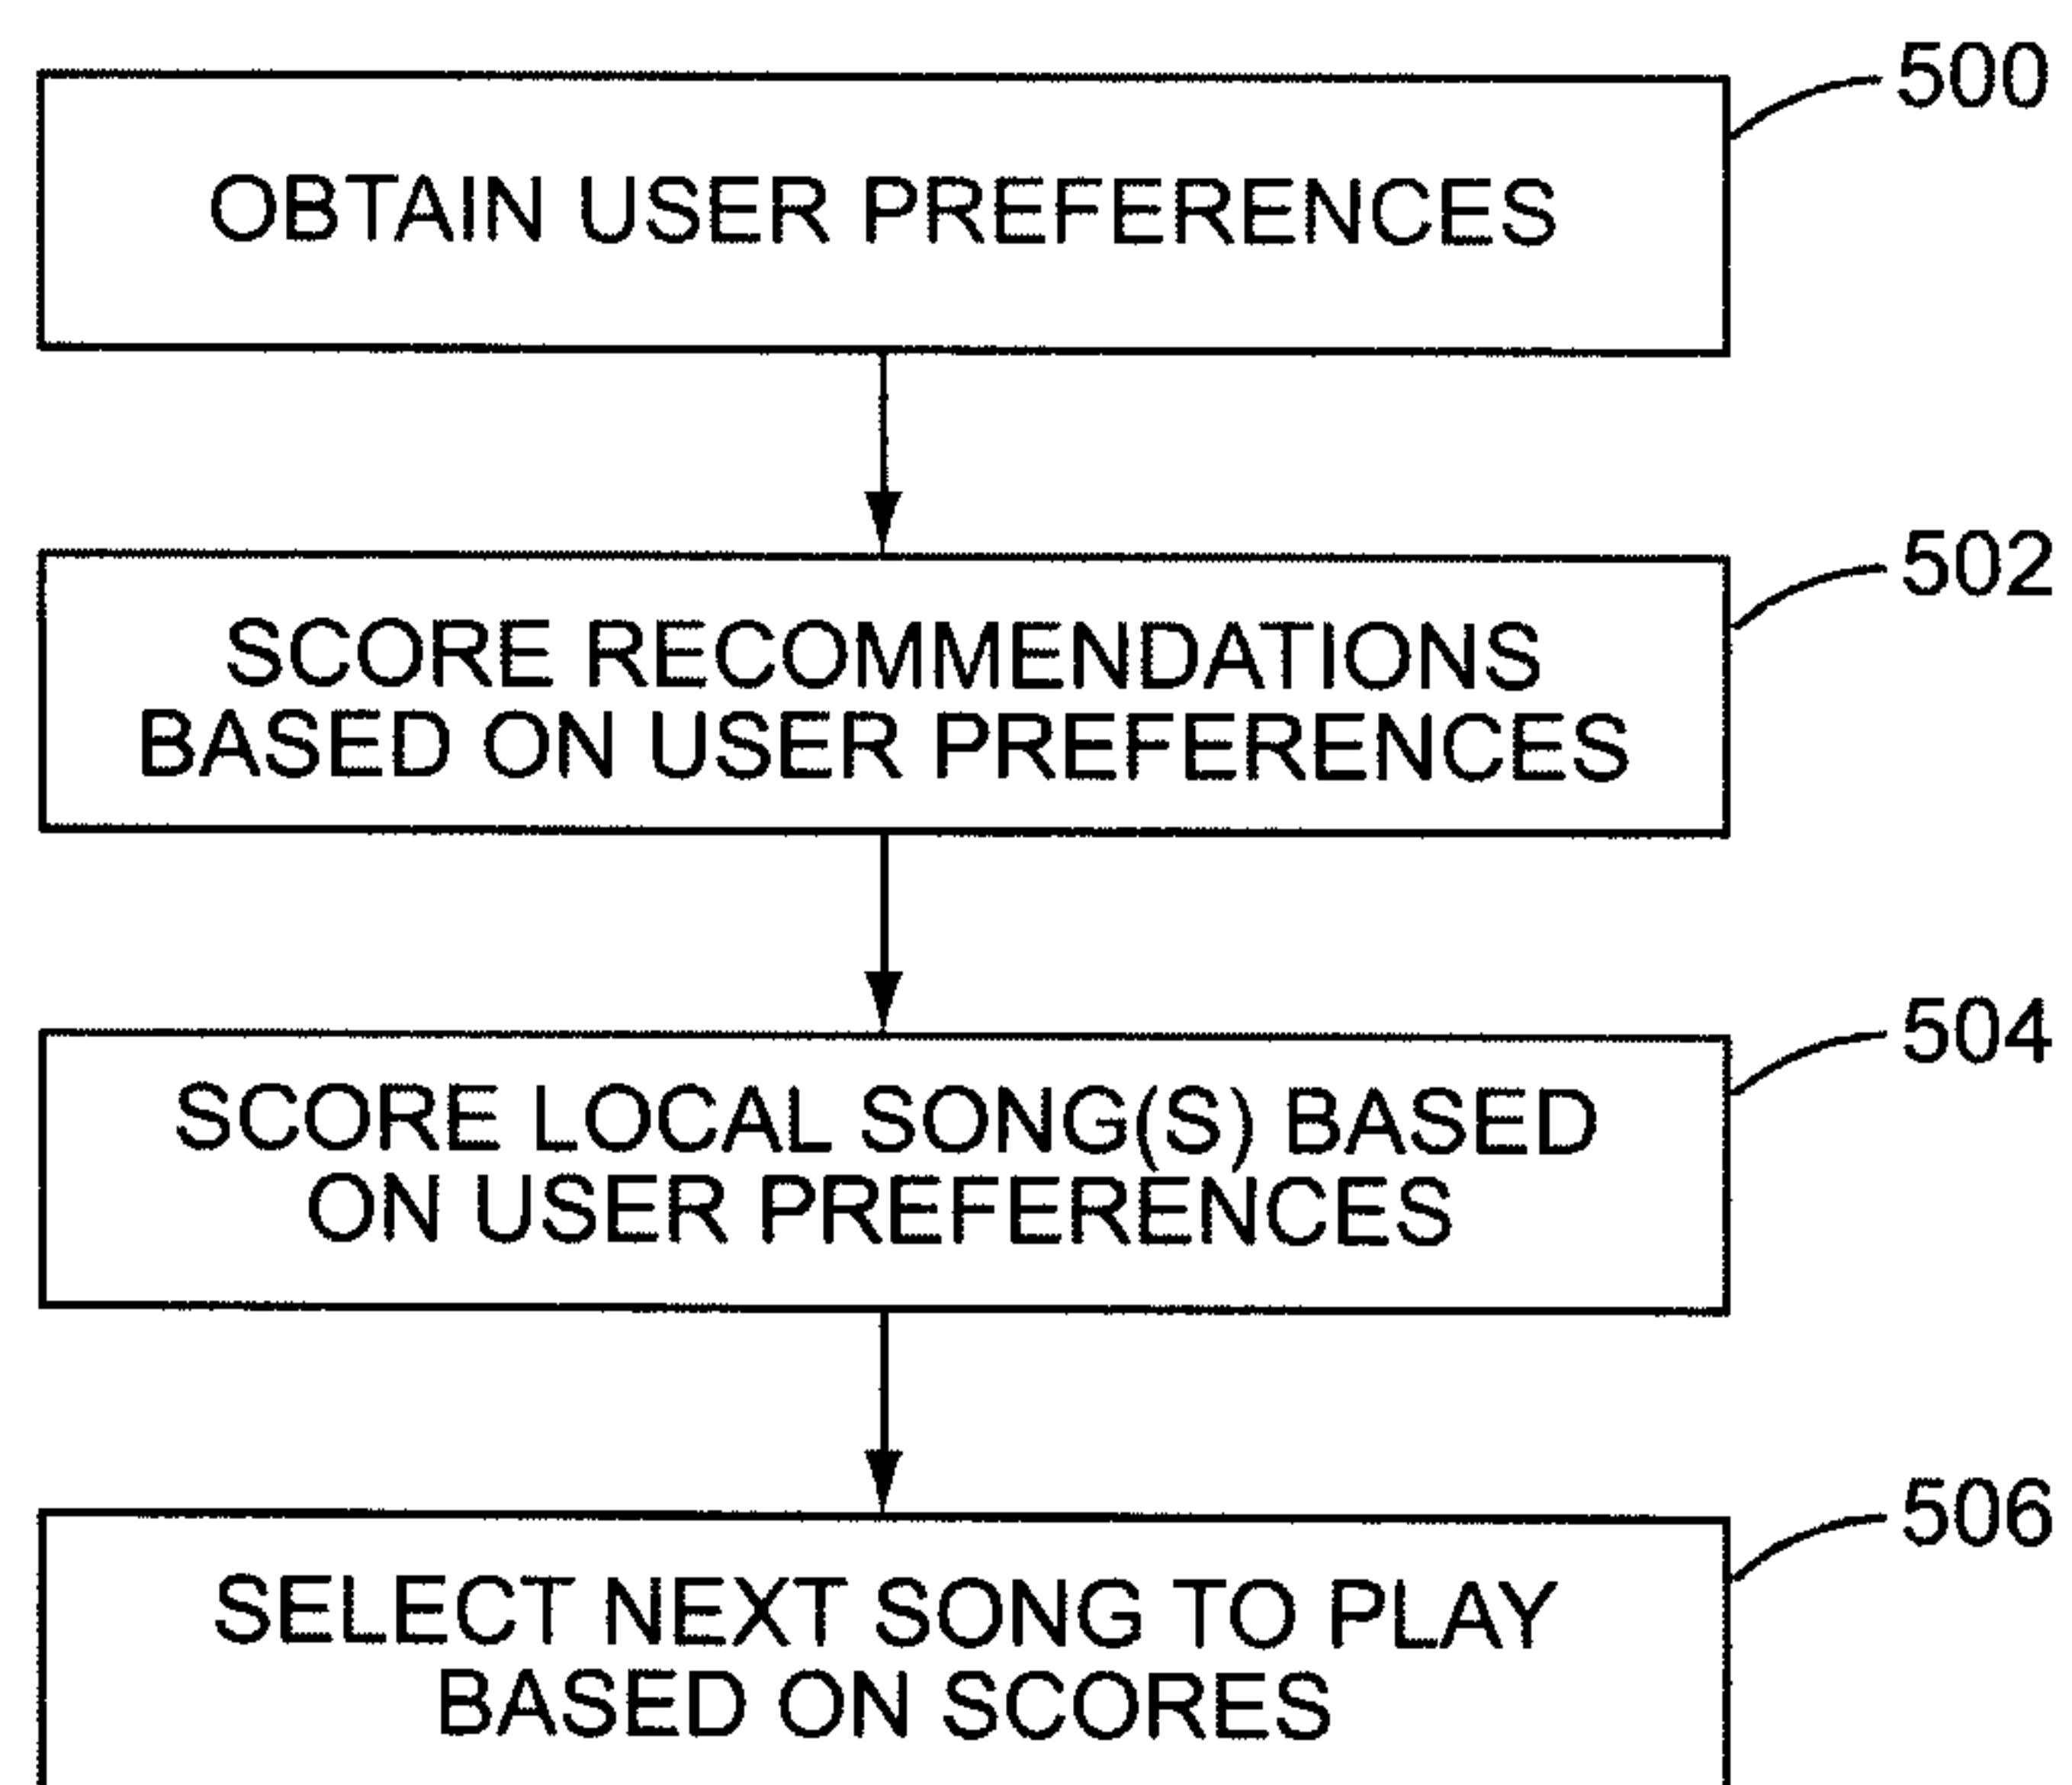 500
OBTAIN USER PREFERENCES
502
SCORE RECOMMENDATIONS
BASED ON USER PREFERENCES
504
SCORE LOCAL SONG(S) BASED
ON USER PREFERENCES
506
SELECT NEXT SONG TO PLAY
BASED ON SCORES